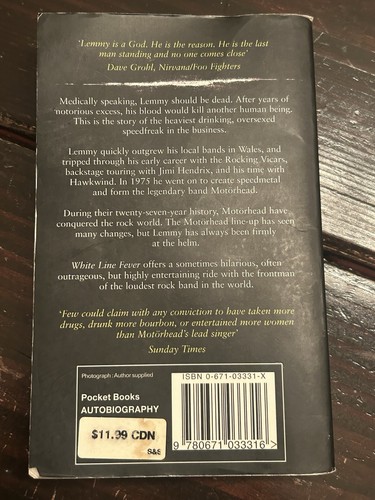 ‘Lemmy is a God. He is the reason. He is the last
man standing and no one comes close’
Dave Grohl, Nirvana/Foo Fighters
Medically speaking, Lemmy should be dead. After years of
notorious excess, his blood would kill another human being.
This is the story of the heaviest drinking, oversexed
speedfreak in the business.
Lemmy quickly outgrew his local bands in Wales, and
tripped through his early career with the Rocking Vicars,
backstage touring with Jimi Hendrix, and his time with
Hawkwind. In 1975 he went on to create speedmetal
and form the legendary band Motörhead.
During their twenty-seven-year history, Motörhead have
conquered the rock world. The Motörhead line-up has seen
many changes, but Lemmy has always been firmly
at the helm.
White Line Fever offers a sometimes hilarious, often
outrageous, but highly entertaining ride with the frontman
of the loudest rock band in the world.
‘Few could claim with any conviction to have taken more
drugs, drunk more bourbon, or entertained more women
than Motörhead’s lead singer’
Sunday Times
Photograph : Author supplied
Pocket Books
AUTOBIOGRAPHY
$11.99 CDN
S&S
ISBN 0-671-03331-X
9 780671 033316 >